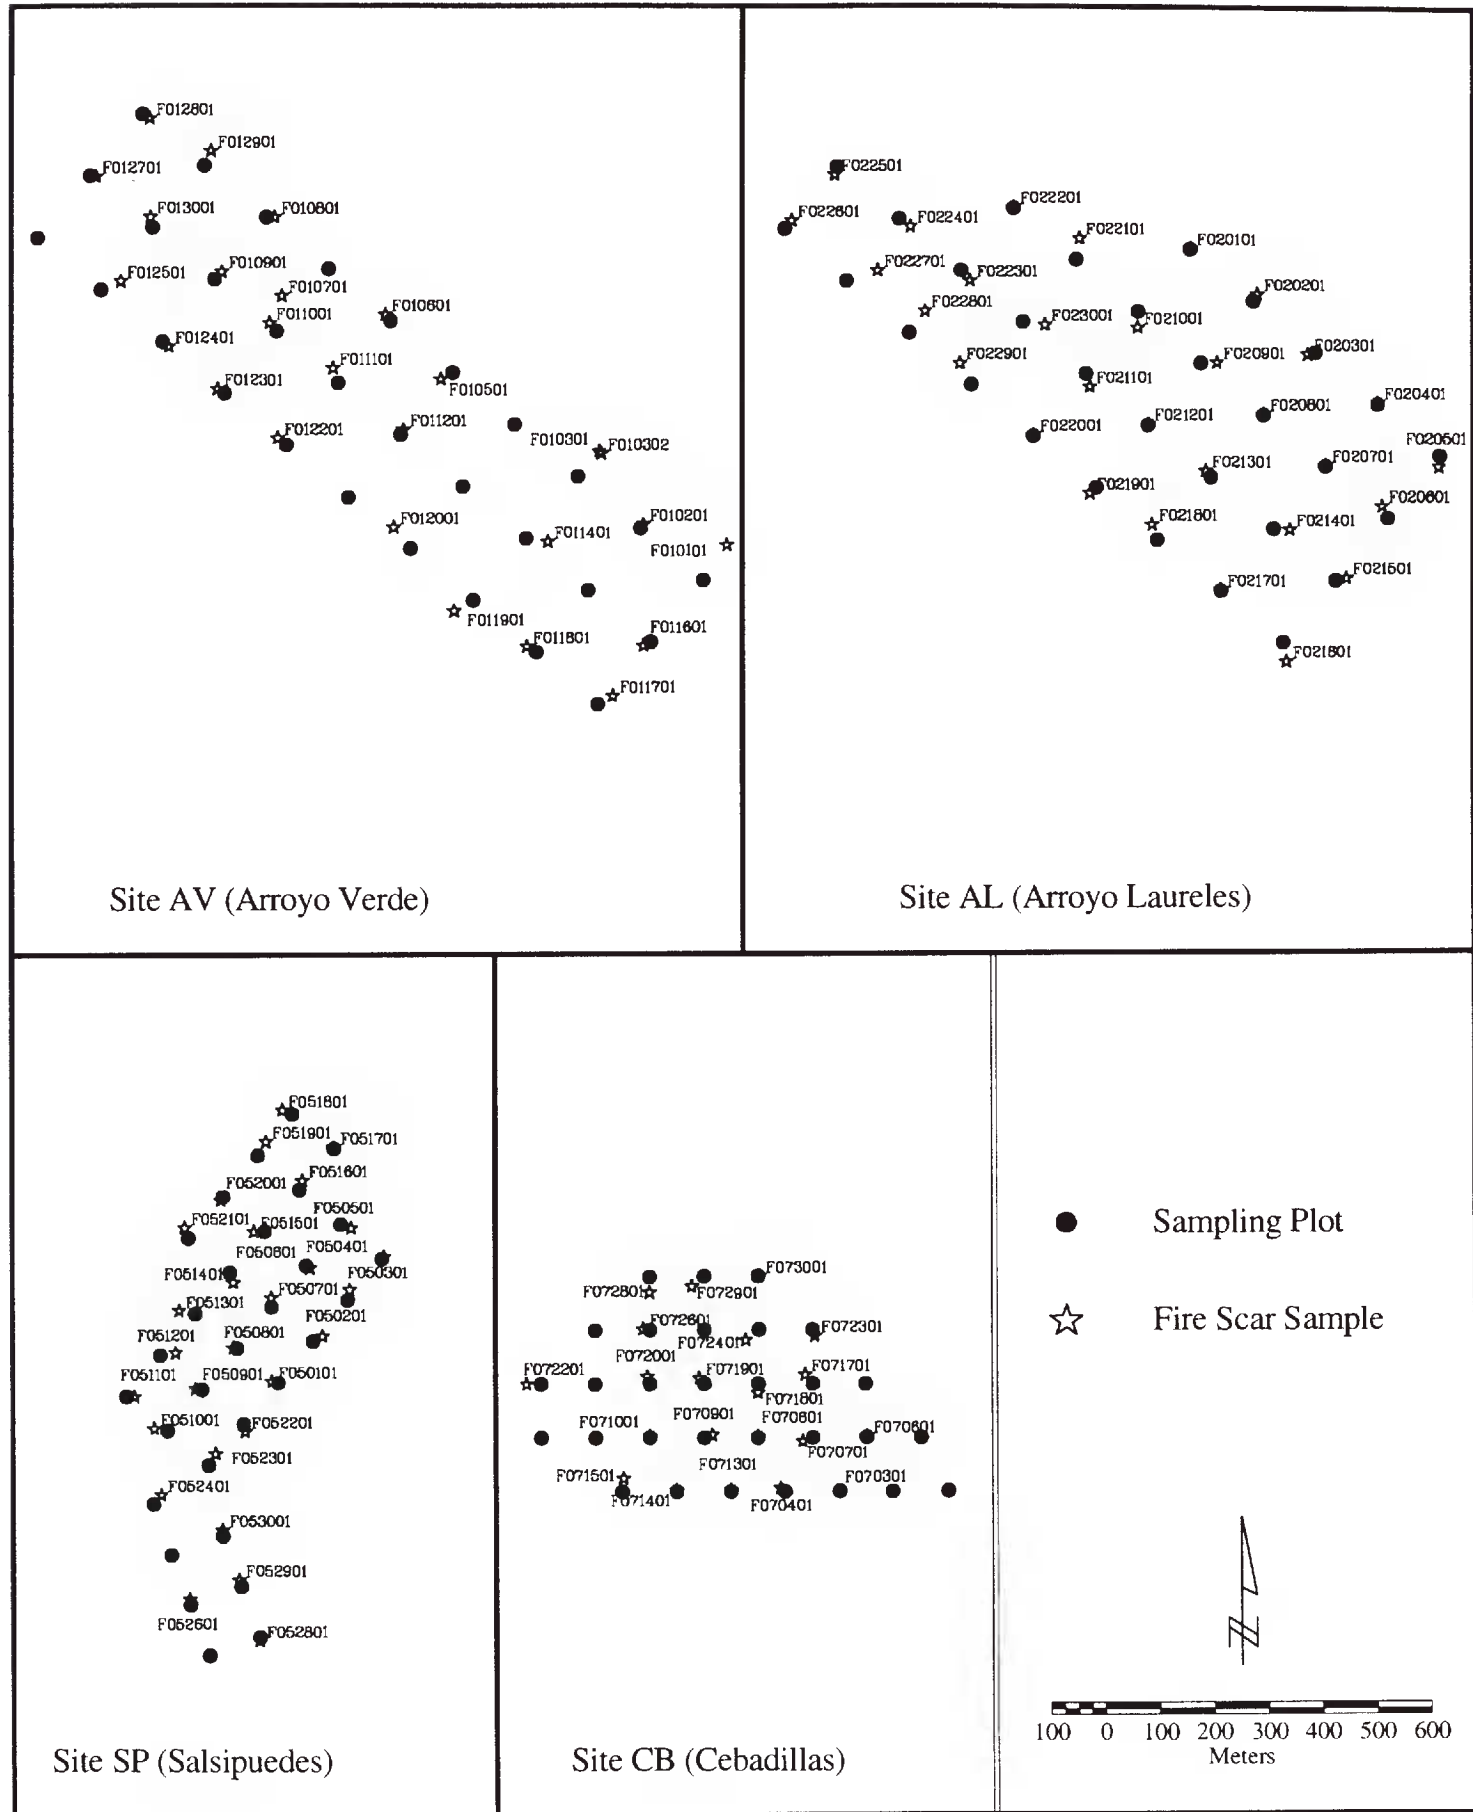 F012801
F012901
F012701
F013001
F010801
F012501
F010901
F010701
F011001
F010601
F012401
F011101
F012301
F010501
F012201
F011201
F010301
F010302
F012001
F011401
F010201
F010101
F011901
F011801
F011601
F011701
Site AV (Arroyo Verde)
F022501
F022601
F022401
F022201
F022101
F020101
F022701
F022301
F020201
F022801
F023001
F021001
F022901
F021101
F020901
F020301
F020401
F022001
F021201
F020801
F020501
F021901
F021301
F020701
F020601
F021801
F021401
F021701
F021501
F021601
Site AL (Arroyo Laureles)
F051801
F051901
F051701
F051601
F052001
F050501
F052101
F051501
F050601
F050401
F051401
F050301
F050701
F051301
F050201
F051201
F050801
F051101
F050901
F050101
F051001
F052201
F052301
F052401
F053001
F052901
F052601
F052801
Site SP (Salsipuedes)
F073001
F072801
F072901
F072601
F072401
F072301
F072001
F072201
F071901
F071701
F071801
F071001
F070901
F070801
F070601
F070701
F071301
F071501
F071401
F070401
F070301
Site CB (Cebadillas)
Sampling Plot
Fire Scar Sample
N
100 0 100 200 300 400 500 600
Meters